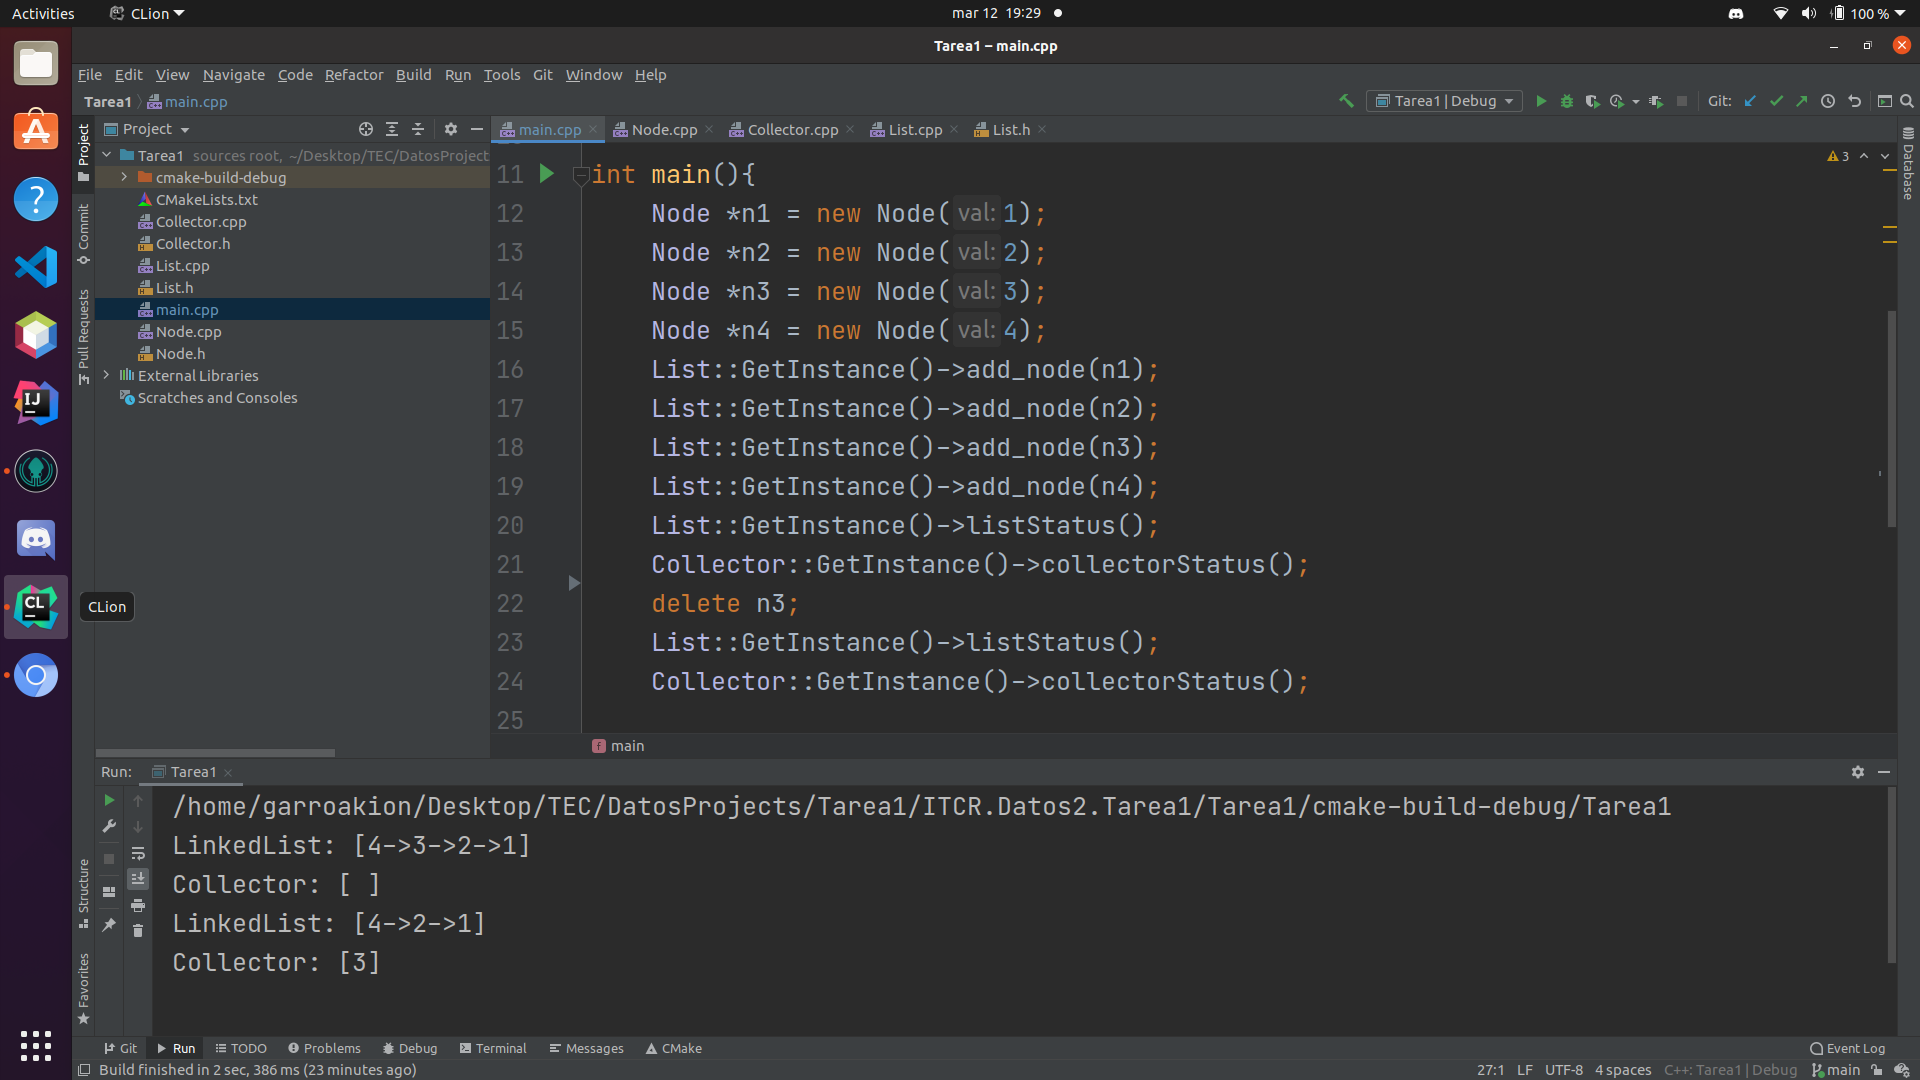 Activities CLion mar 12 19:29 100 %
Tarea1 – main.cpp
File Edit View Navigate Code Refactor Build Run Tools Git Window Help
Tarea1 main.cpp Tarea1 | Debug Git:
Project main.cpp Node.cpp Collector.cpp List.cpp List.h
Tarea1 sources root, ~/Desktop/TEC/DatosProject
cmake-build-debug
CMakeLists.txt
Collector.cpp
Collector.h
List.cpp
List.h
main.cpp
Node.cpp
Node.h
External Libraries
Scratches and Consoles
Project
Commit
Pull Requests
Structure
Favorites
Database
3
11 int main(){
12 Node *n1 = new Node( val: 1);
13 Node *n2 = new Node( val: 2);
14 Node *n3 = new Node( val: 3);
15 Node *n4 = new Node( val: 4);
16 List::GetInstance()->add_node(n1);
17 List::GetInstance()->add_node(n2);
18 List::GetInstance()->add_node(n3);
19 List::GetInstance()->add_node(n4);
20 List::GetInstance()->listStatus();
21 Collector::GetInstance()->collectorStatus();
22 delete n3;
23 List::GetInstance()->listStatus();
24 Collector::GetInstance()->collectorStatus();
25
f main
IJ
CL
CLion
Run: Tarea1
/home/garroakion/Desktop/TEC/DatosProjects/Tarea1/ITCR.Datos2.Tarea1/Tarea1/cmake-build-debug/Tarea1
LinkedList: [4->3->2->1]
Collector: [ ]
LinkedList: [4->2->1]
Collector: [3]
Git Run TODO Problems Debug Terminal Messages CMake Event Log
Build finished in 2 sec, 386 ms (23 minutes ago) 27:1 LF UTF-8 4 spaces C++: Tarea1 | Debug main